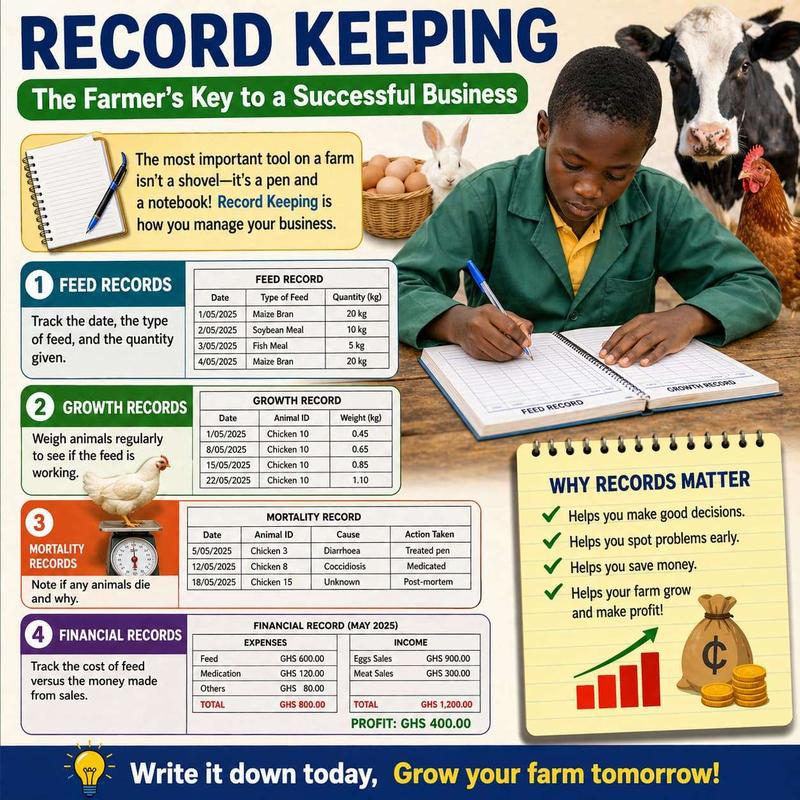 RECORD KEEPING
The Farmer's Key to a Successful Business
The most important tool on a farm
isn't a shovel—it's a pen and
a notebook! Record Keeping is
how you manage your business.
1 FEED RECORDS
Track the date, the type
of feed, and the quantity
given.
FEED RECORD
Date Type of Feed Quantity (kg)
1/05/2025 Maize Bran 20 kg
2/05/2025 Soybean Meal 10 kg
3/05/2025 Fish Meal 5 kg
4/05/2025 Maize Bran 20 kg
2 GROWTH RECORDS
Weigh animals regularly
to see if the feed is
working.
GROWTH RECORD
Date Animal ID Weight (kg)
1/05/2025 Chicken 10 0.45
8/05/2025 Chicken 10 0.65
15/05/2025 Chicken 10 0.85
22/05/2025 Chicken 10 1.10
3
MORTALITY
RECORDS
Note if any animals die
and why.
MORTALITY RECORD
Date Animal ID Cause Action Taken
5/05/2025 Chicken 3 Diarrhoea Treated pen
12/05/2025 Chicken 8 Coccidiosis Medicated
18/05/2025 Chicken 15 Unknown Post-mortem
4 FINANCIAL RECORDS
Track the cost of feed
versus the money made
from sales.
FINANCIAL RECORD (MAY 2025)
EXPENSES INCOME
Feed GHS 600.00 Eggs Sales GHS 900.00
Medication GHS 120.00 Meat Sales GHS 300.00
Others GHS 80.00
TOTAL GHS 800.00 TOTAL GHS 1,200.00
PROFIT: GHS 400.00
FEED RECORD
GROWTH RECORD
WHY RECORDS MATTER
Helps you make good decisions.
Helps you spot problems early.
Helps you save money.
Helps your farm grow
and make profit!
₵
Write it down today, Grow your farm tomorrow!